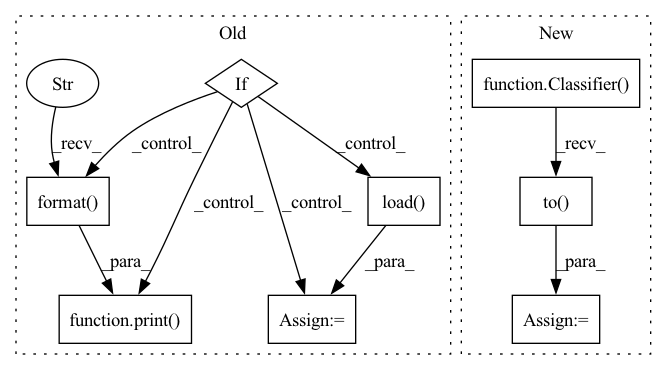 Old
New
Str
If
function.Classifier()
_recv_
_control_
_control_
_recv_
format()
_control_
_control_
load()
to()
_para_
_para_
_para_
function.print()
Assign:=
Assign:=